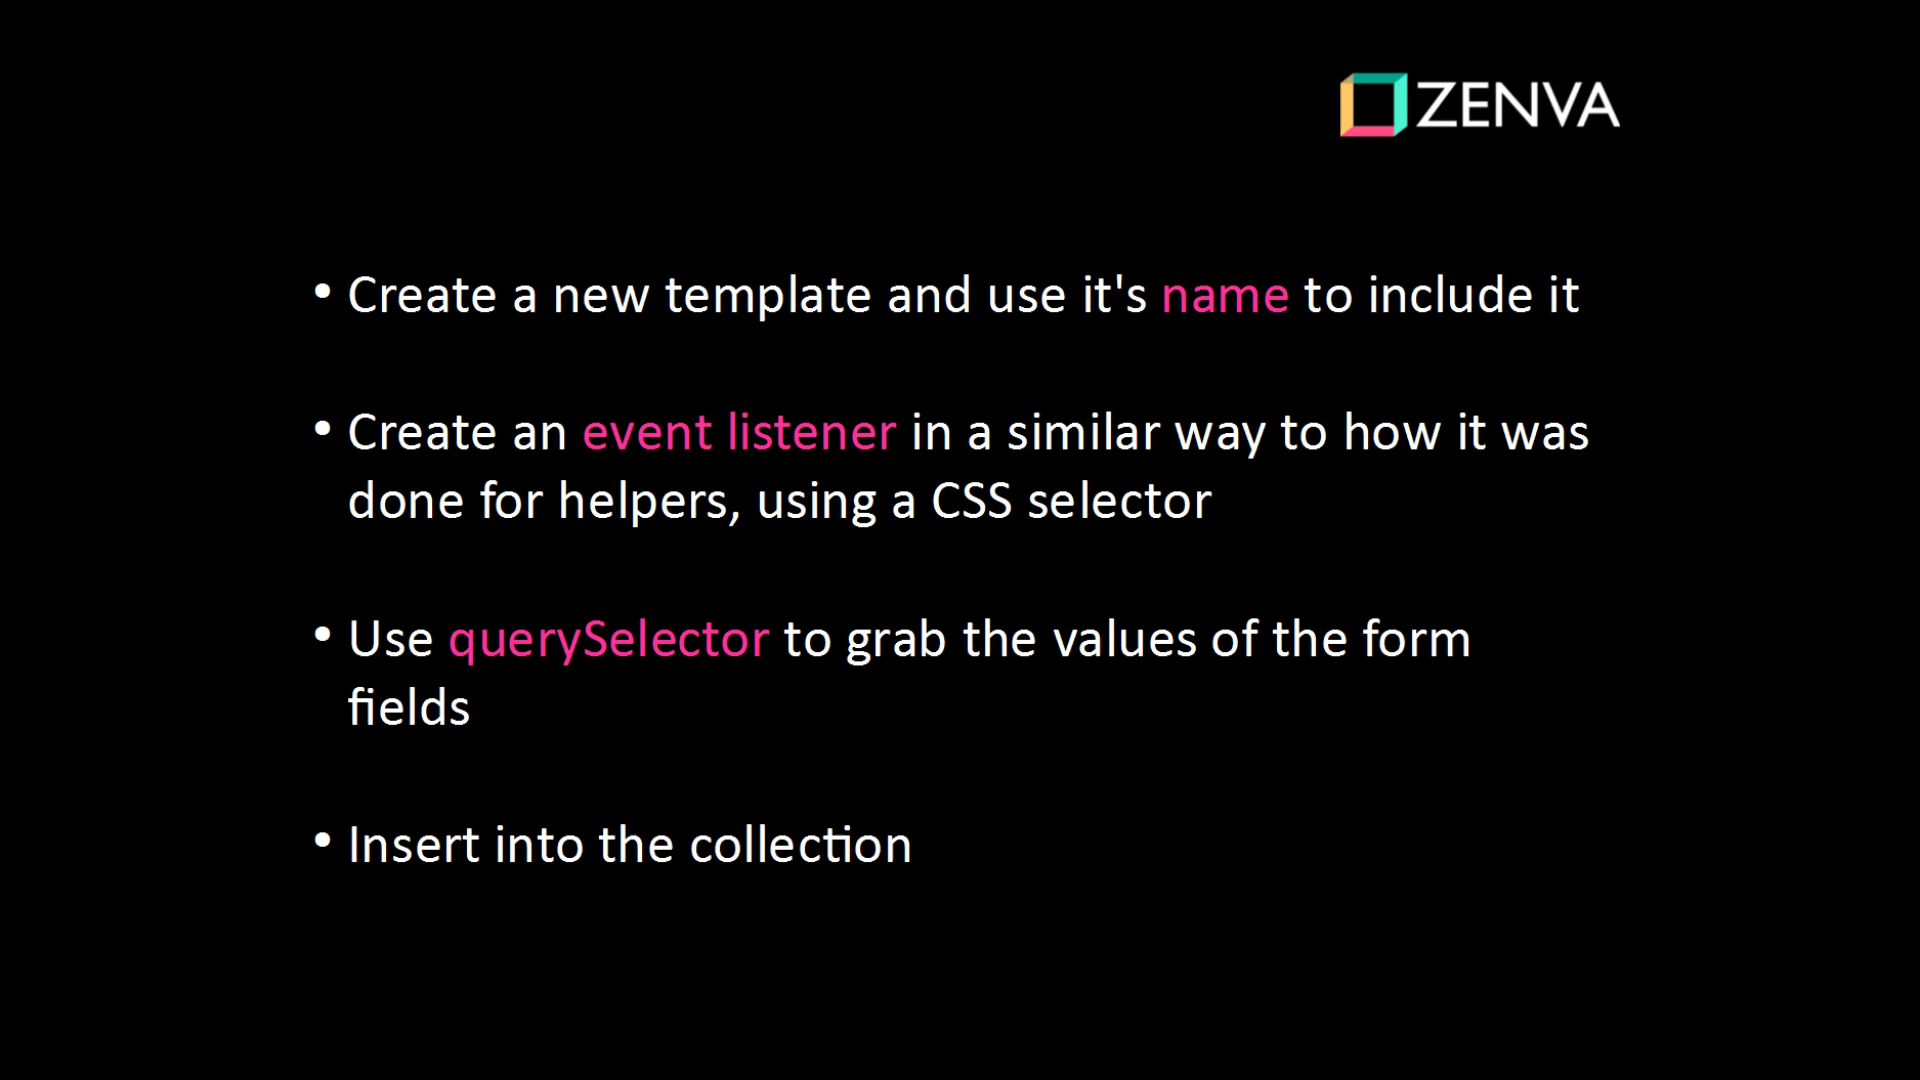 ZENVA
• Create a new template and use it's name to include it
• Create an event listener in a similar way to how it was
done for helpers, using a CSS selector
• Use querySelector to grab the values of the form
fields
• Insert into the collection